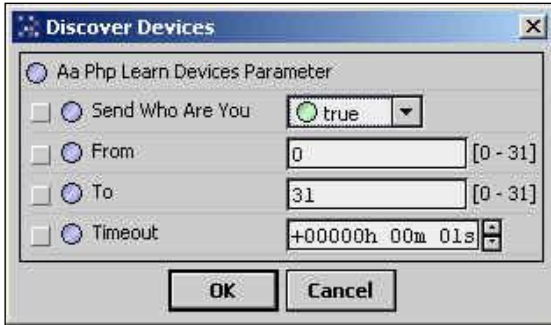 Discover Devices
Aa Php Learn Devices Parameter
Send Who Are You true
From 0 [0 - 31]
To 31 [0 - 31]
Timeout +00000h 00m 01s
OK Cancel